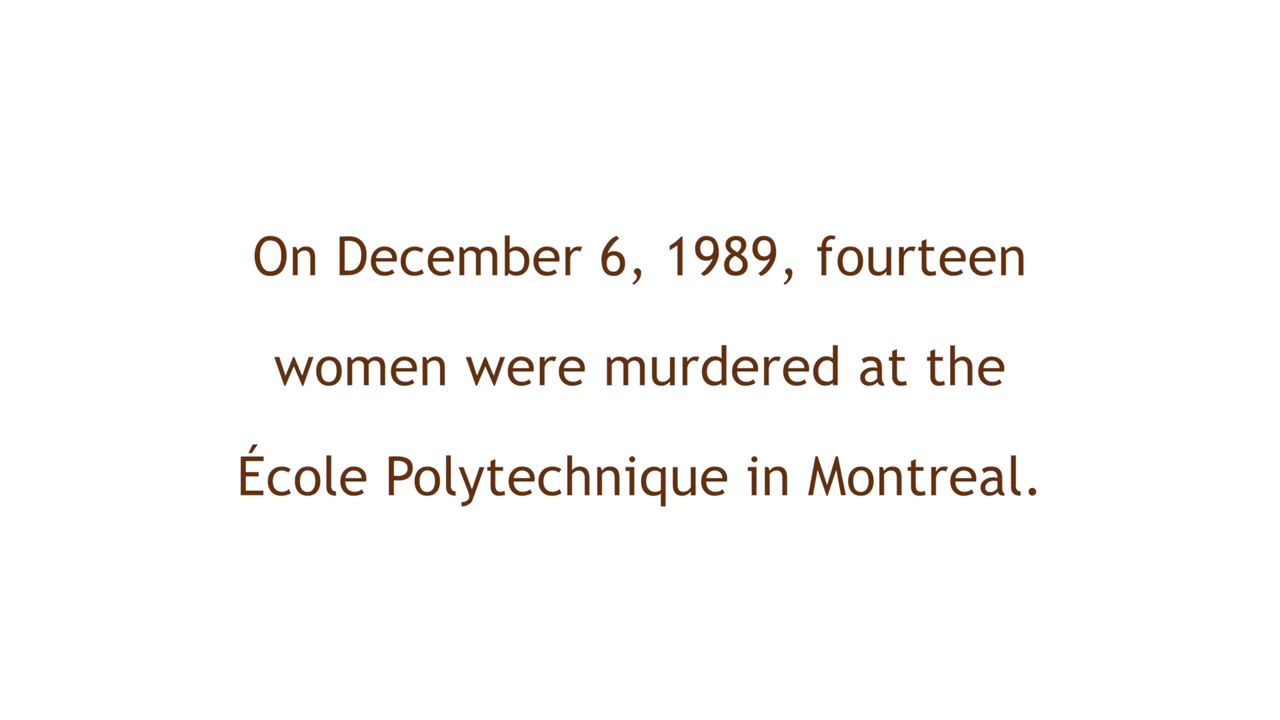 On December 6, 1989, fourteen
women were murdered at the
École Polytechnique in Montreal.